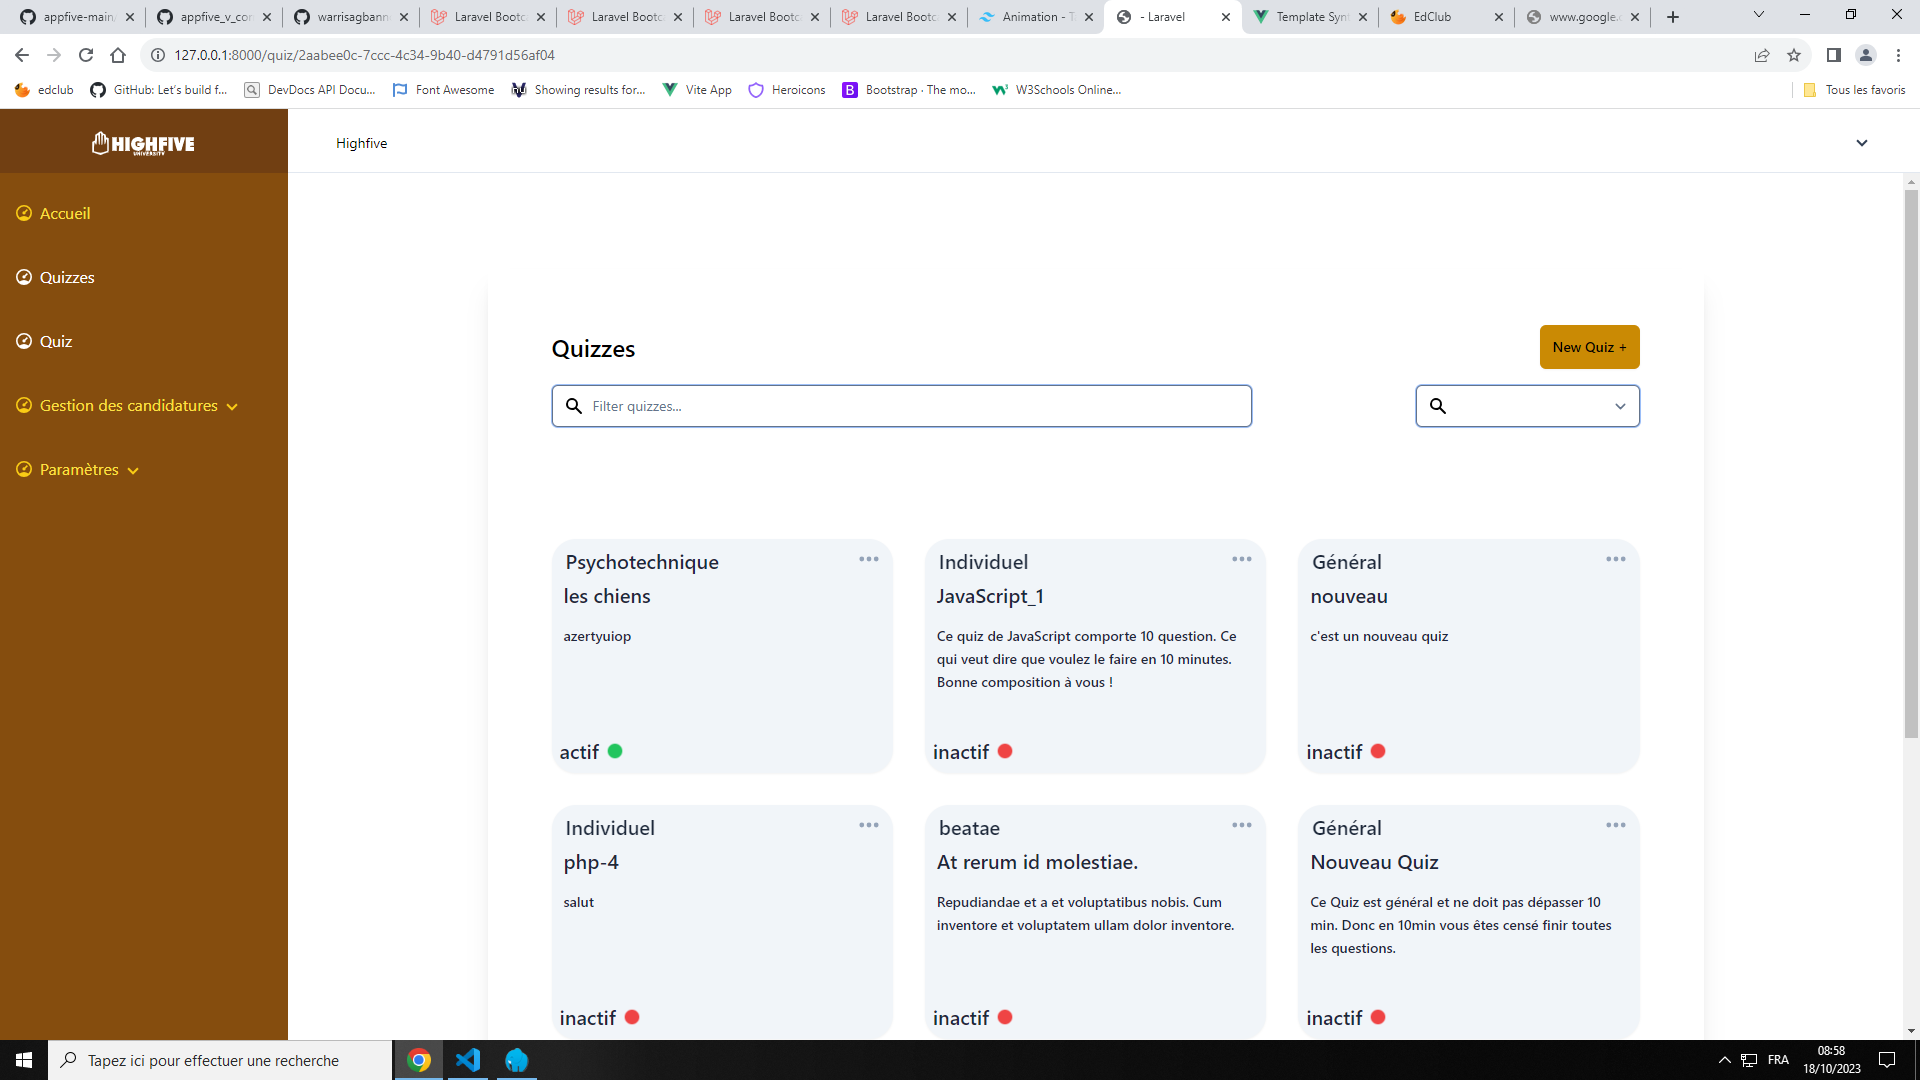 appfive-main
appfive_v_con
warrisagbann
Laravel Bootc
Laravel Bootc
Laravel Bootc
Laravel Bootc
Animation - T
- Laravel
Template Syn
EdClub
www.google.
127.0.0.1:8000/quiz/2aabee0c-7ccc-4c34-9b40-d4791d56af04
edclub
GitHub: Let's build f...
DevDocs API Docu...
Font Awesome
Showing results for...
Vite App
Heroicons
Bootstrap · The mo...
W3Schools Online...
Tous les favoris
HIGHFIVE
UNIVERSITY
Highfive
Accueil
Quizzes
Quiz
Gestion des candidatures
Paramètres
Quizzes
New Quiz +
Filter quizzes...
Psychotechnique
les chiens
azertyuiop
actif
Individuel
JavaScript_1
Ce quiz de JavaScript comporte 10 question. Ce
qui veut dire que voulez le faire en 10 minutes.
Bonne composition à vous !
inactif
Général
nouveau
c'est un nouveau quiz
inactif
Individuel
php-4
salut
inactif
beatae
At rerum id molestiae.
Repudiandae et a et voluptatibus nobis. Cum
inventore et voluptatem ullam dolor inventore.
inactif
Général
Nouveau Quiz
Ce Quiz est général et ne doit pas dépasser 10
min. Donc en 10min vous êtes censé finir toutes
les questions.
inactif
Tapez ici pour effectuer une recherche
FRA
08:58
18/10/2023